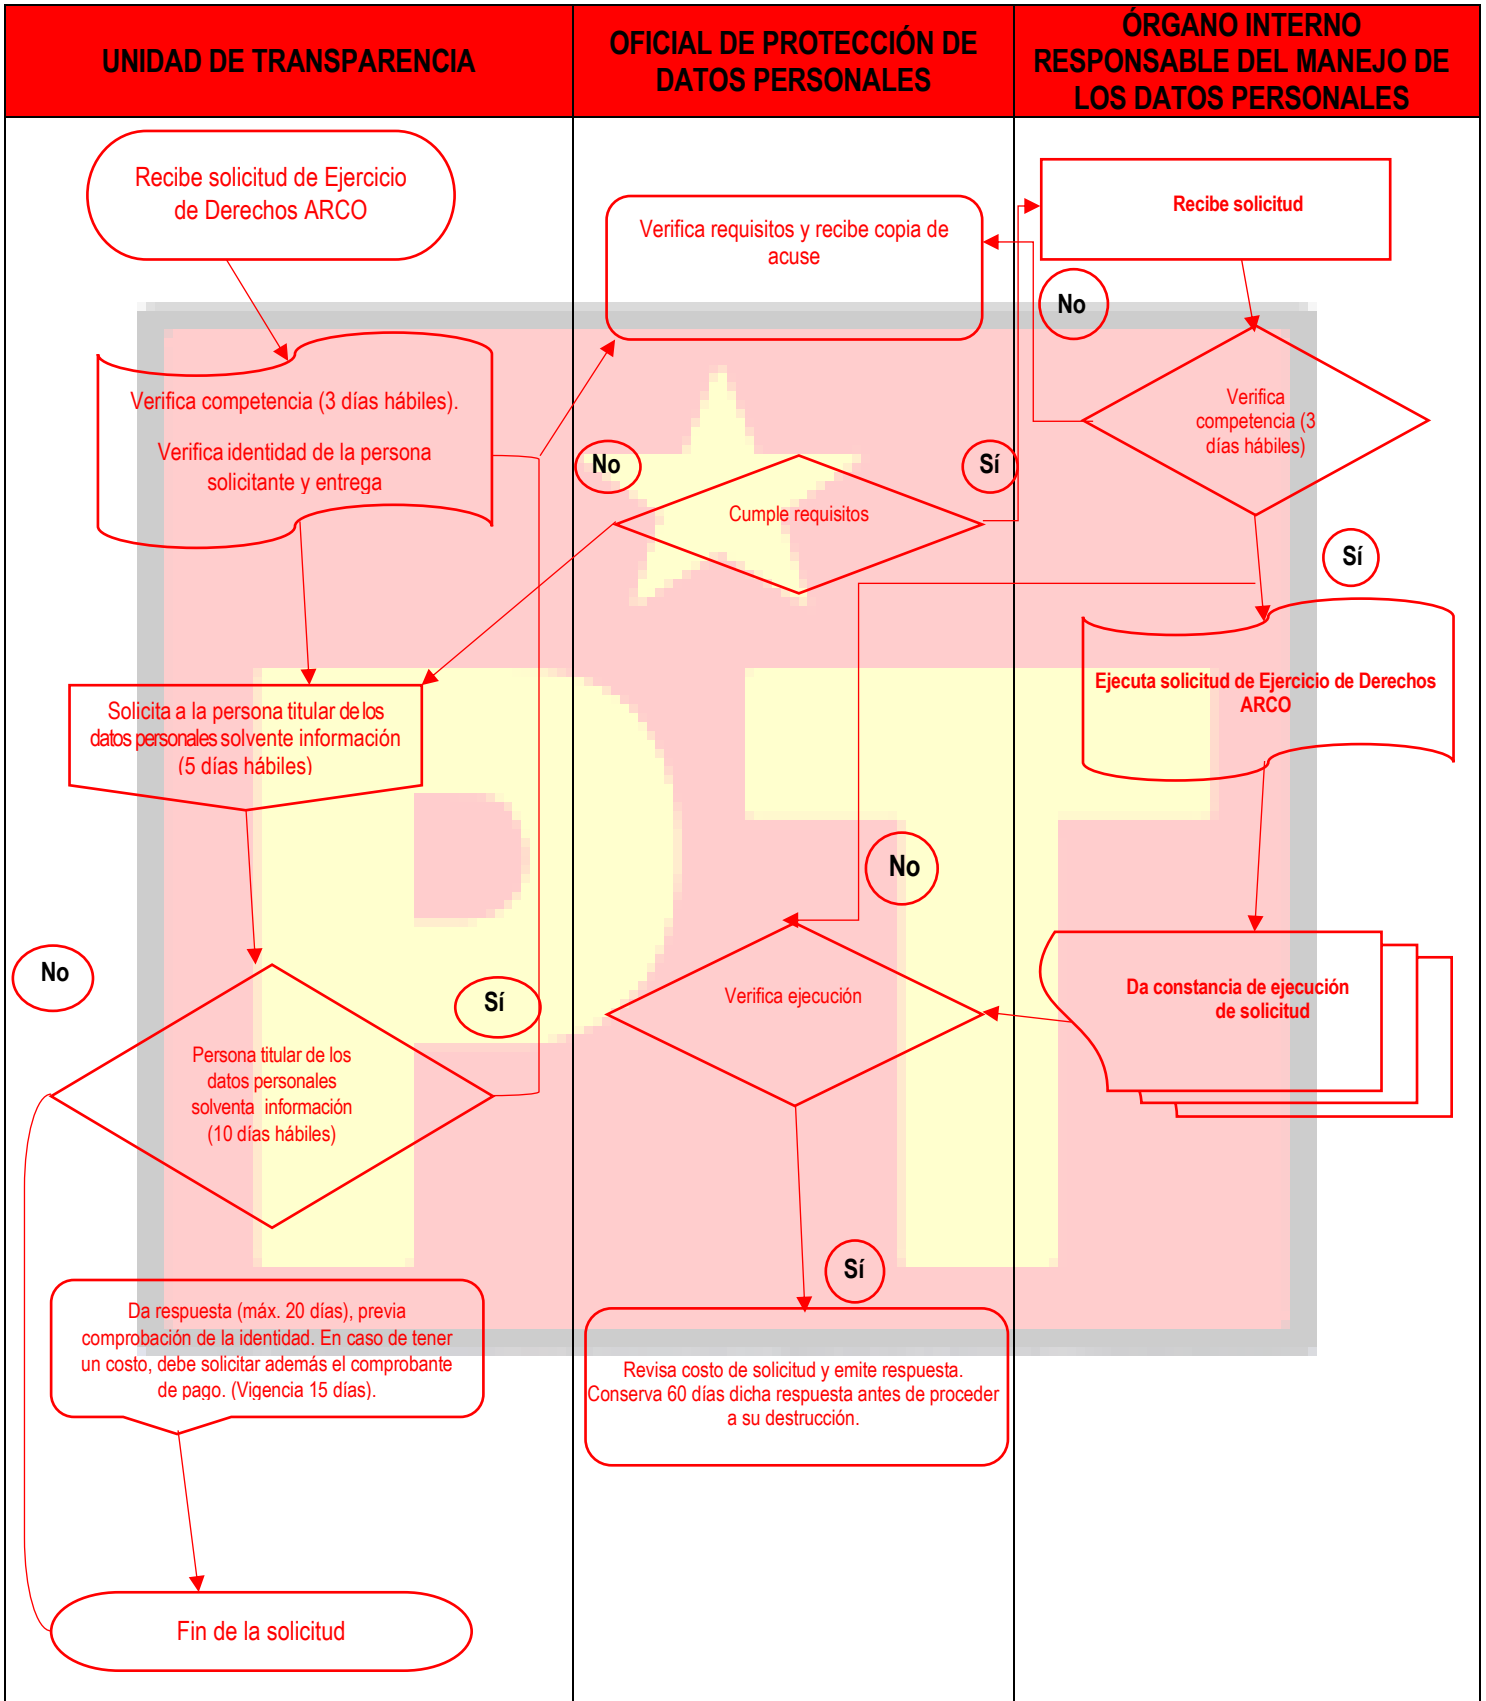 UNIDAD DE TRANSPARENCIA
OFICIAL DE PROTECCIÓN DE
DATOS PERSONALES
ÓRGANO INTERNO
RESPONSABLE DEL MANEJO DE
LOS DATOS PERSONALES
Recibe solicitud de Ejercicio
de Derechos ARCO
Verifica competencia (3 días hábiles).
Verifica identidad de la persona
solicitante y entrega
Solicita a la persona titular de los
datos personales solvente información
(5 días hábiles)
No
Sí
Persona titular de los
datos personales
solventa información
(10 días hábiles)
Da respuesta (máx. 20 días), previa
comprobación de la identidad. En caso de tener
un costo, debe solicitar además el comprobante
de pago. (Vigencia 15 días).
Fin de la solicitud
Verifica requisitos y recibe copia de
acuse
No
Sí
Cumple requisitos
No
Verifica ejecución
Sí
Revisa costo de solicitud y emite respuesta.
Conserva 60 días dicha respuesta antes de proceder
a su destrucción.
Recibe solicitud
No
Verifica
competencia (3
días hábiles)
Sí
Ejecuta solicitud de Ejercicio de Derechos
ARCO
Da constancia de ejecución
de solicitud
PT